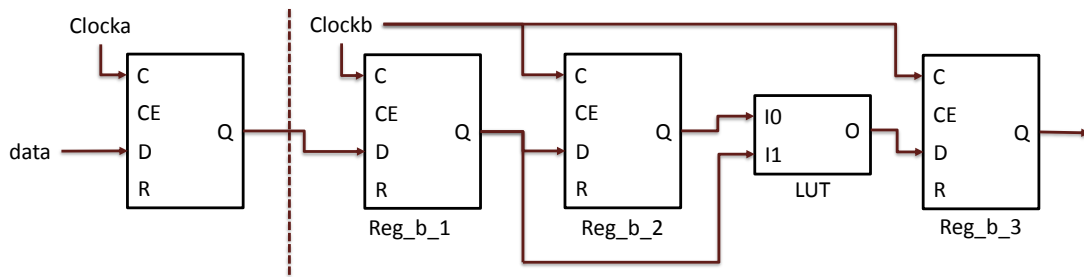 Clocka
Clockb
data
C
CE
D
R
Q
C
CE
D
R
Q
Reg_b_1
C
CE
D
R
Q
Reg_b_2
I0
I1
O
LUT
C
CE
D
R
Q
Reg_b_3